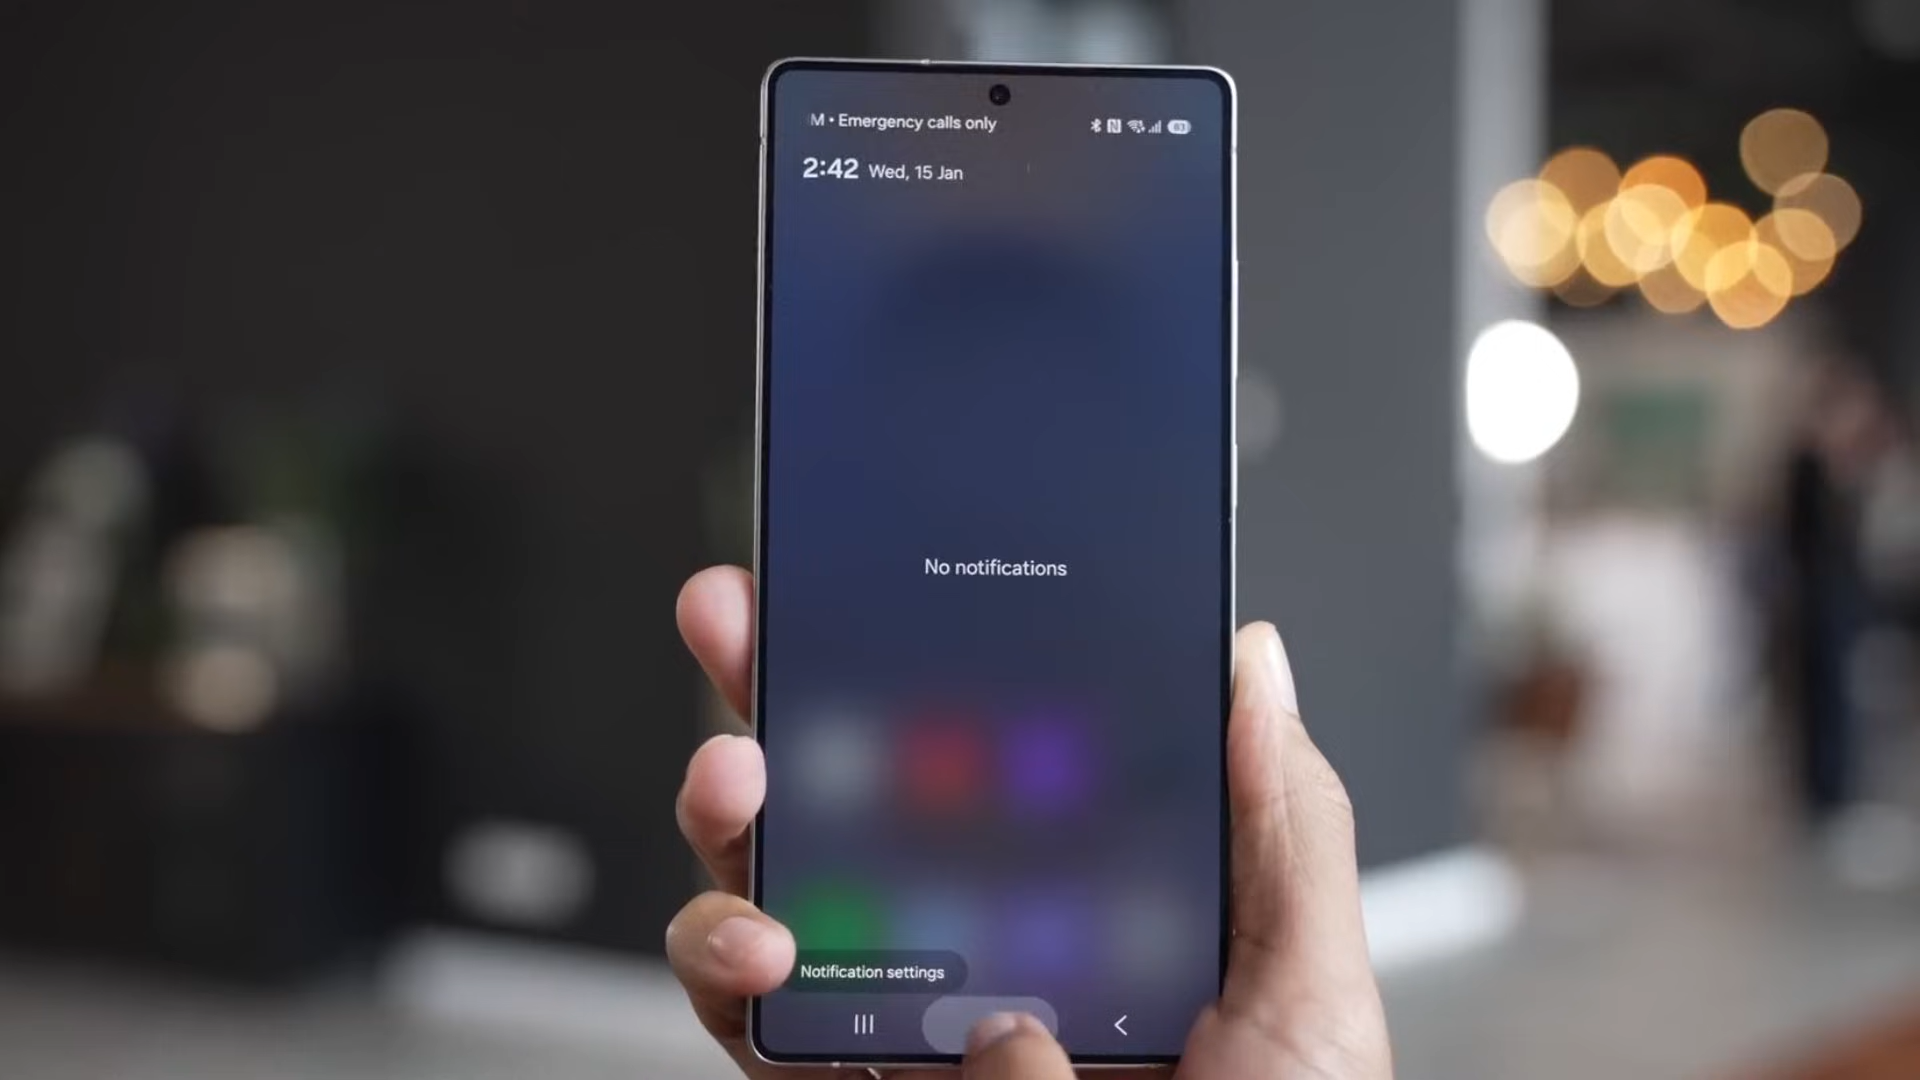 M • Emergency calls only
2:42 Wed, 15 Jan
No notifications
Notification settings